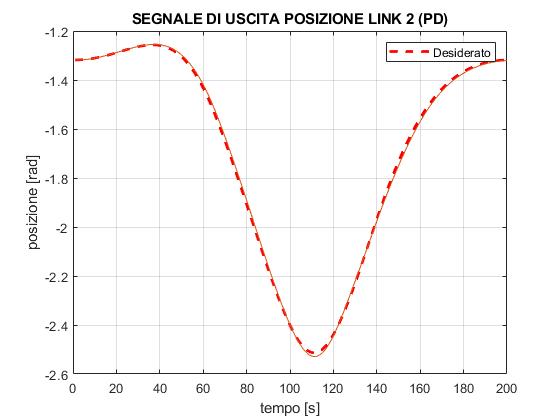 SEGNALE DI USCITA POSIZIONE LINK 2 (PD)
Desiderato
-1.2
-1.4
-1.6
-1.8
-2
-2.2
-2.4
-2.6
posizione [rad]
0 20 40 60 80 100 120 140 160 180 200
tempo [s]